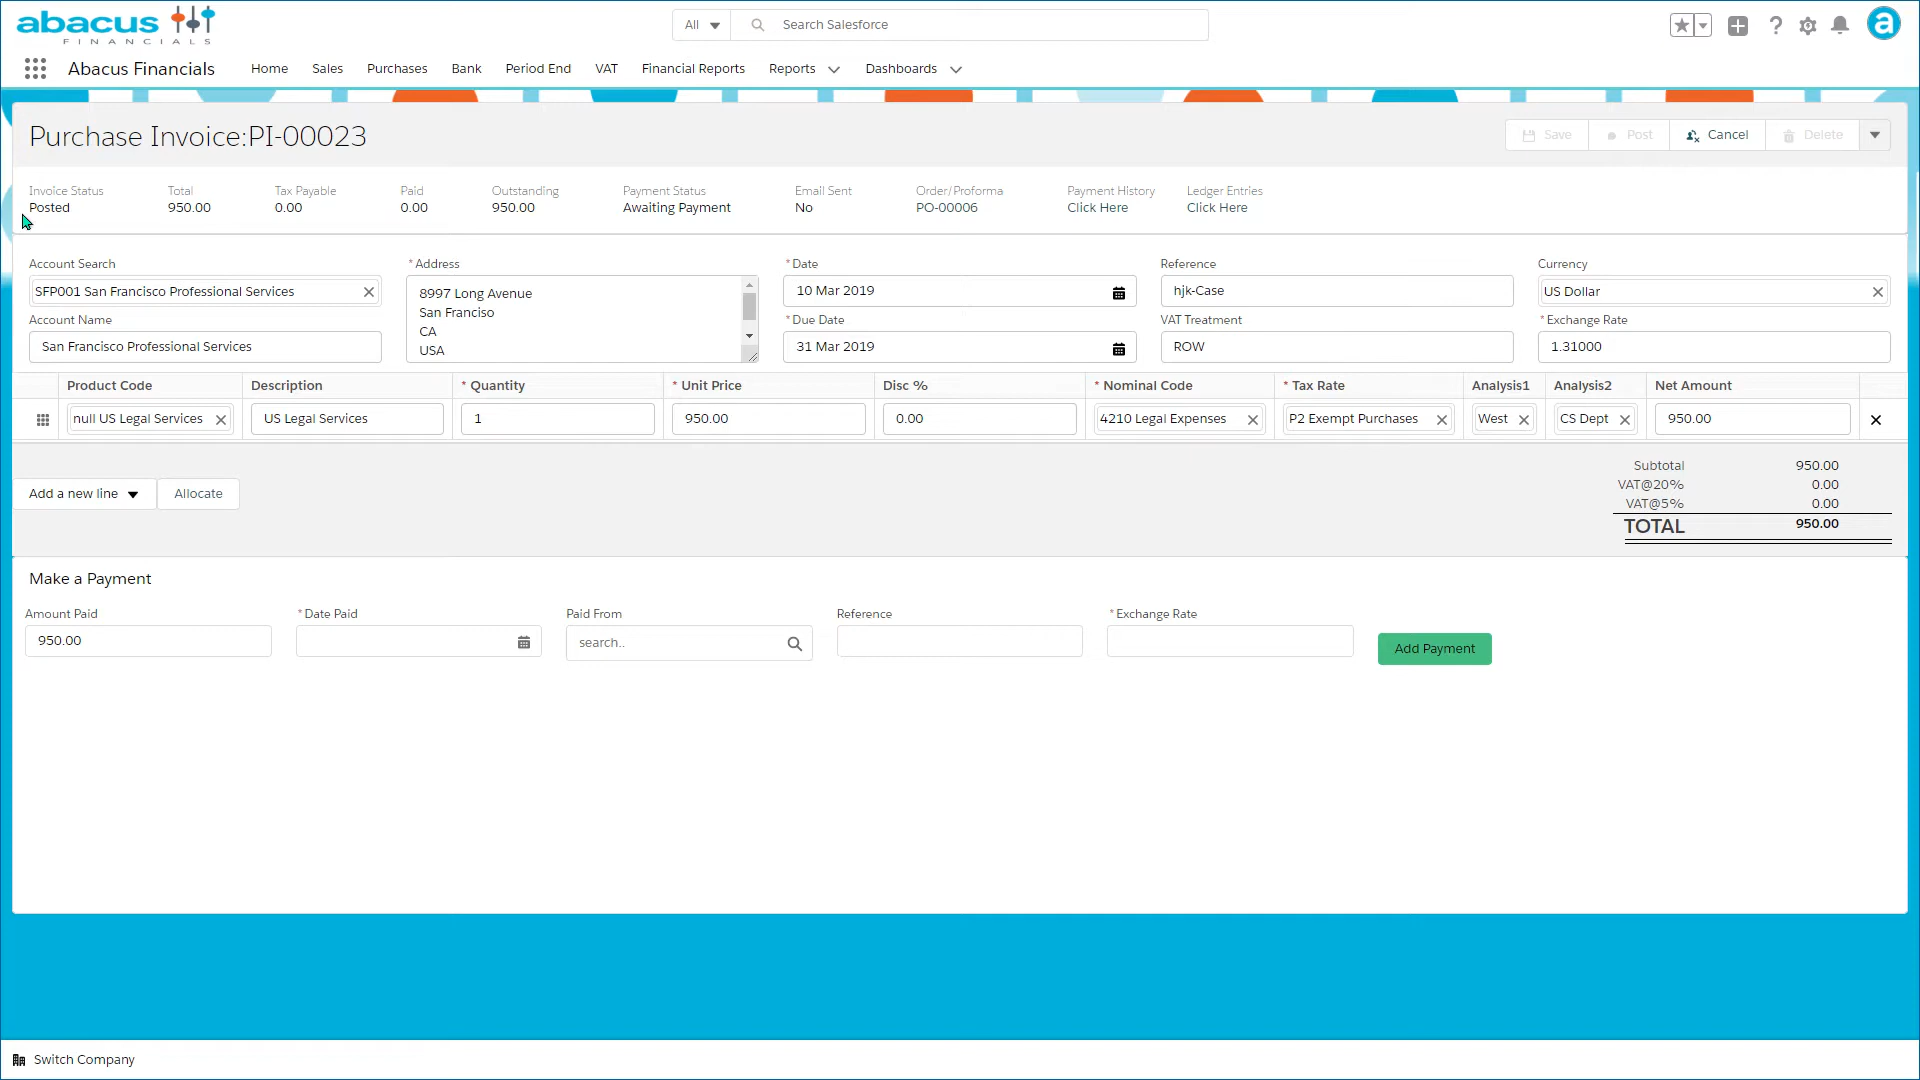 abacus
FINANCIALS
All
Search Salesforce
Abacus Financials
Home
Sales
Purchases
Bank
Period End
VAT
Financial Reports
Reports
Dashboards
Purchase Invoice:PI-00023
Save
Post
Cancel
Delete
Invoice Status
Total
Tax Payable
Paid
Outstanding
Payment Status
Email Sent
Order/Proforma
Payment History
Ledger Entries
Posted
950.00
0.00
0.00
950.00
Awaiting Payment
No
PO-00006
Click Here
Click Here
Account Search
SFP001 San Francisco Professional Services
Account Name
San Francisco Professional Services
* Address
8997 Long Avenue
San Franciso
CA
USA
* Date
10 Mar 2019
* Due Date
31 Mar 2019
Reference
hjk-Case
VAT Treatment
ROW
Currency
US Dollar
* Exchange Rate
1.31000
Product Code
Description
* Quantity
* Unit Price
Disc %
* Nominal Code
* Tax Rate
Analysis1
Analysis2
Net Amount
null US Legal Services
US Legal Services
1
950.00
0.00
4210 Legal Expenses
P2 Exempt Purchases
West
CS Dept
950.00
Add a new line
Allocate
Subtotal 950.00
VAT@20% 0.00
VAT@5% 0.00
TOTAL 950.00
Make a Payment
Amount Paid
* Date Paid
Paid From
Reference
* Exchange Rate
950.00
search..
Add Payment
Switch Company